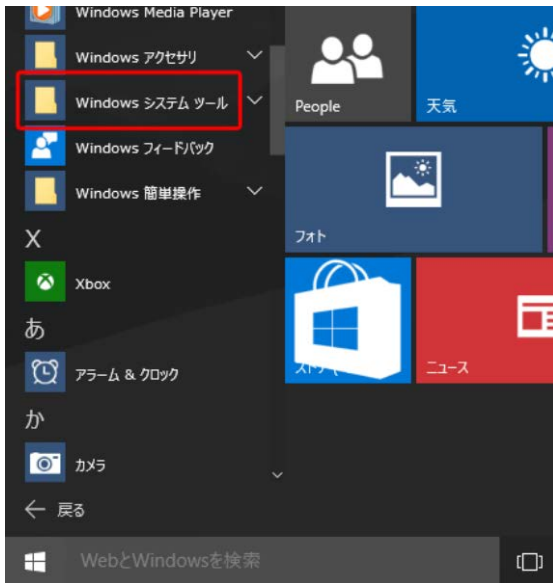 Windows Media Player
Windows アクセサリ
Windows システム ツール
Windows フィードバック
Windows 簡単操作
X
Xbox
あ
アラーム & クロック
か
カメラ
戻る
WebとWindowsを検索
People
天気
フォト
ニュース